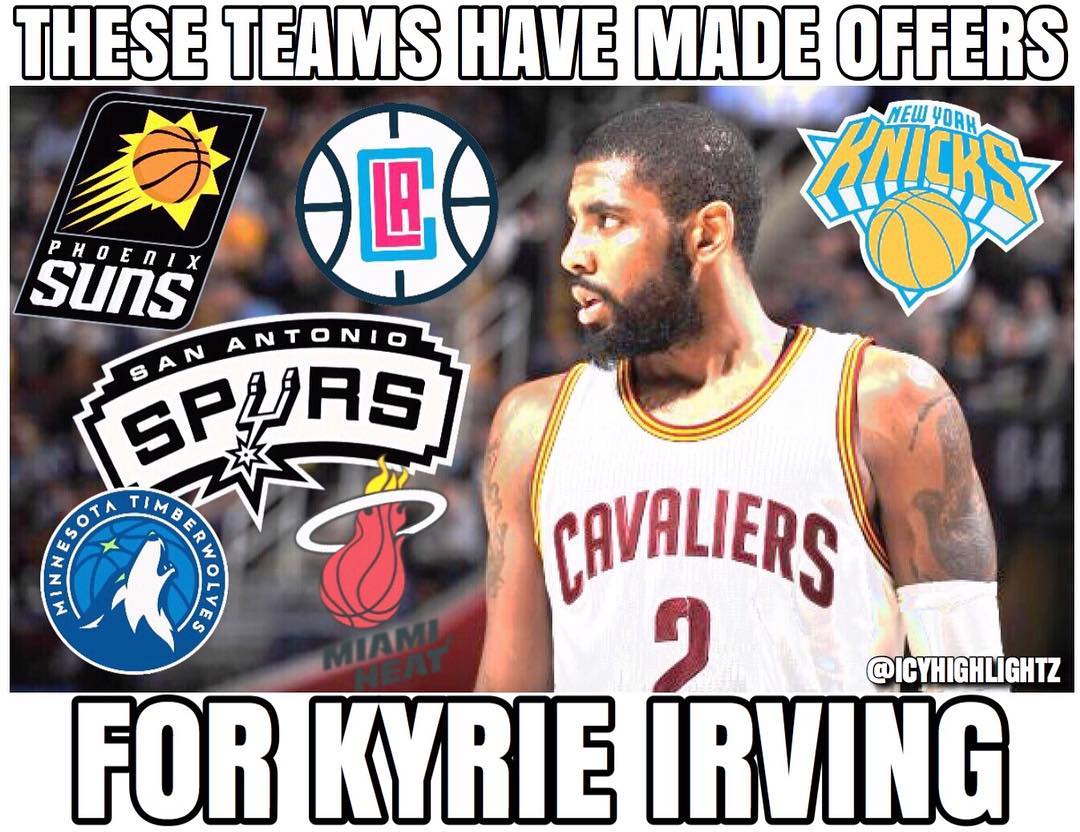 THESE TEAMS HAVE MADE OFFERS
PHOENIX
SUNS
LAC
NEW YORK
KNICKS
SAN ANTONIO
SPURS
MINNESOTA TIMBERWOLVES
MIAMI
HEAT
CAVALIERS
2
@ICYHIGHLIGHTZ
FOR KYRIE IRVING